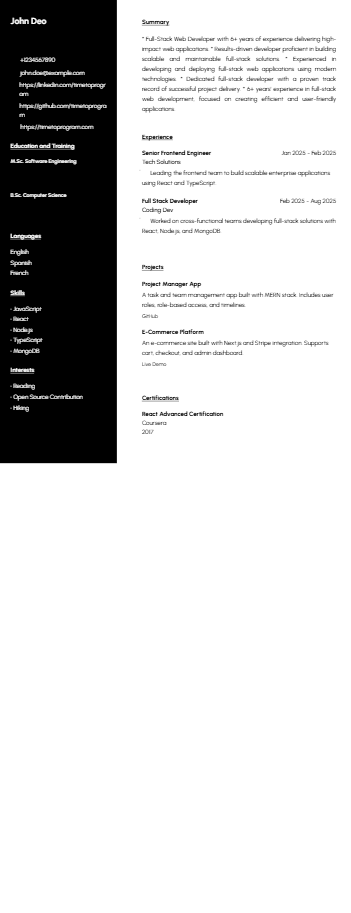 John Deo
+1234567890
johndoe@example.com
https://linkedin.com/timetoprogr
am
https://github.com/timetoprogra
m
https://timetoprogram.com
Education and Training
M.Sc. Software Engineering
B.Sc. Computer Science
Languages
English
Spanish
French
Skills
- JavaScript
- React
- Node.js
- TypeScript
- MongoDB
Interests
- Reading
- Open Source Contribution
- Hiking
Summary
* Full-Stack Web Developer with 6+ years of experience delivering high-
impact web applications. * Results-driven developer proficient in building
scalable and maintainable full-stack solutions. * Experienced in
developing and deploying full-stack web applications using modern
technologies. * Dedicated full-stack developer with a proven track
record of successful project delivery. * 6+ years' experience in full-stack
web development, focused on creating efficient and user-friendly
applications.
Experience
Senior Frontend Engineer Jan 2025 - Feb 2025
Tech Solutions
Leading the frontend team to build scalable enterprise applications
using React and TypeScript.
Full Stack Developer Feb 2025 - Aug 2025
Coding Dev
Worked on cross-functional teams developing full-stack solutions with
React, Node.js, and MongoDB.
Projects
Project Manager App
A task and team management app built with MERN stack. Includes user
roles, role-based access, and timelines.
GitHub
E-Commerce Platform
An e-commerce site built with Next.js and Stripe integration. Supports
cart, checkout, and admin dashboard.
Live Demo
Certifications
React Advanced Certification
Coursera
2017